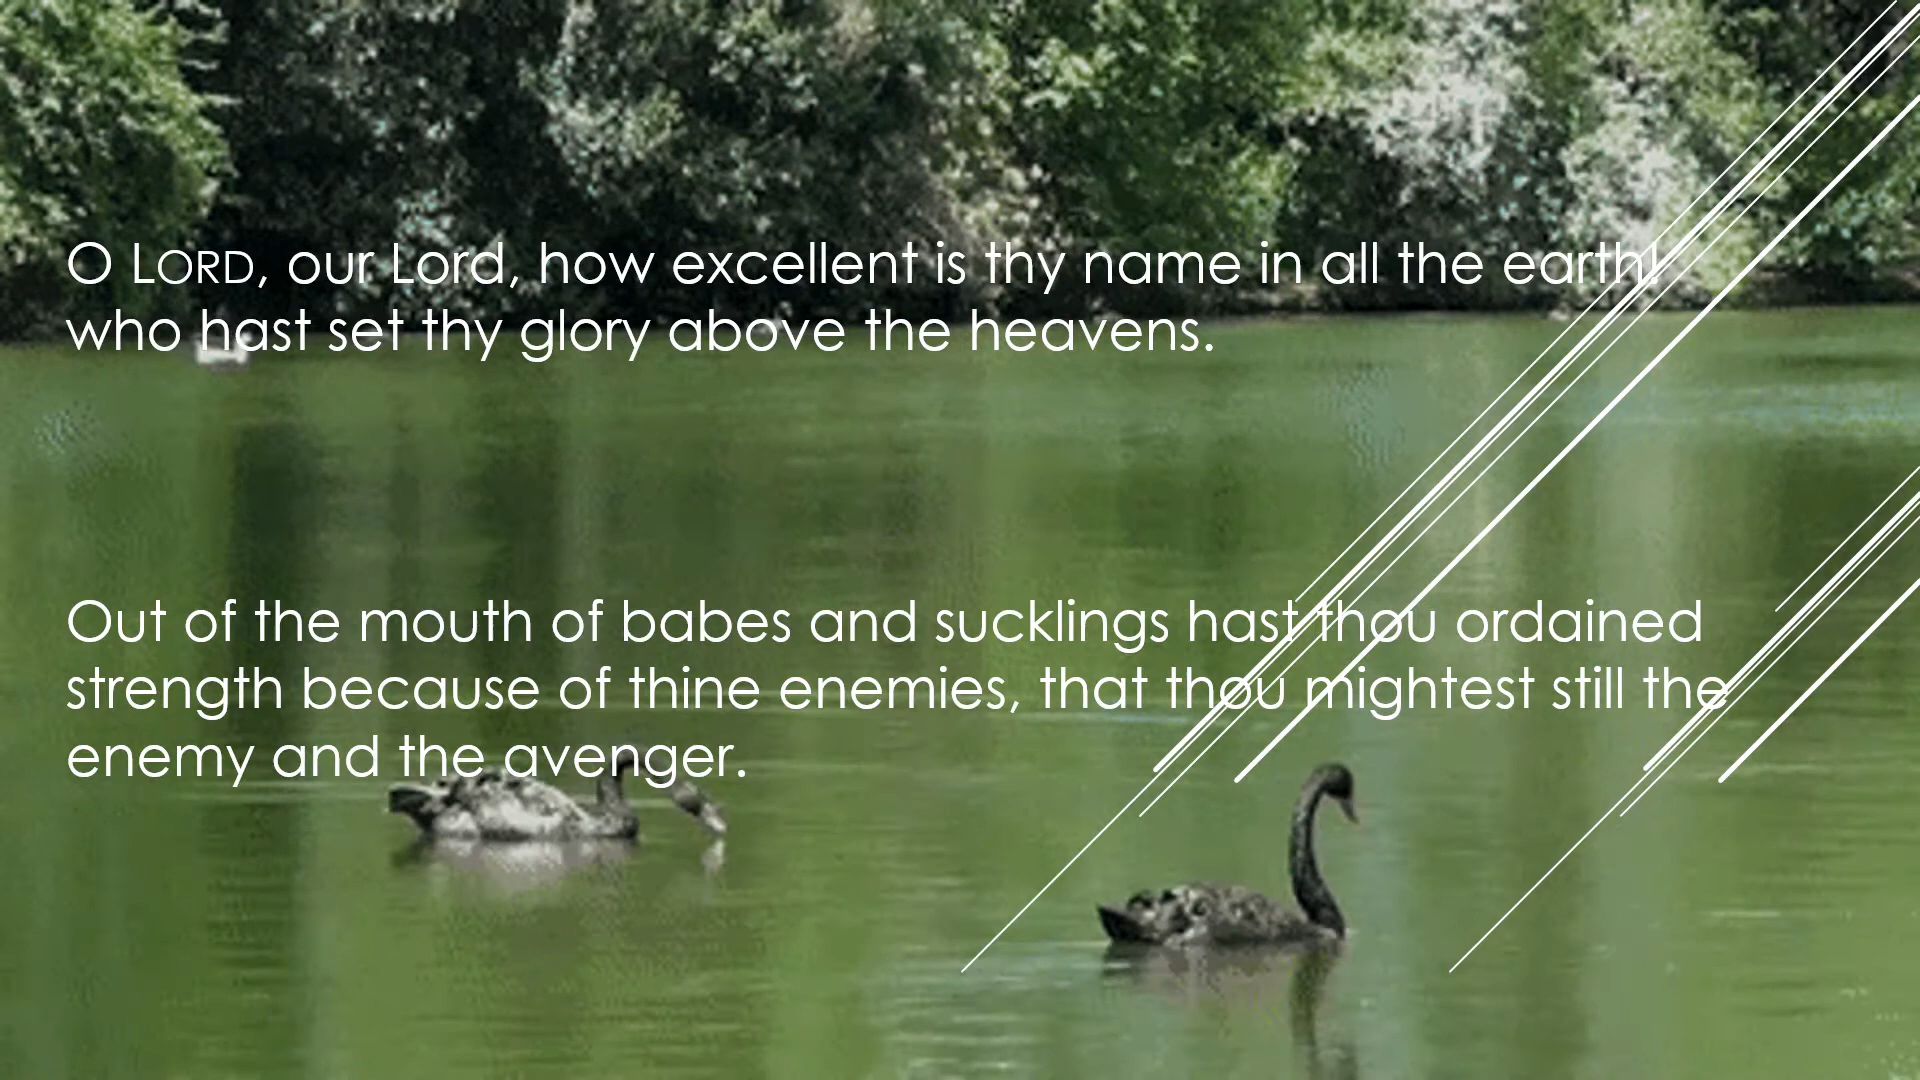 O LORD, our Lord, how excellent is thy name in all the earth!
who hast set thy glory above the heavens.
Out of the mouth of babes and sucklings hast thou ordained
strength because of thine enemies, that thou mightest still the
enemy and the avenger.